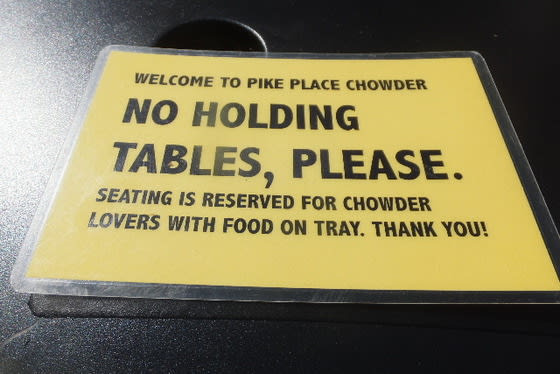 WELCOME TO PIKE PLACE CHOWDER
NO HOLDING
TABLES, PLEASE.
SEATING IS RESERVED FOR CHOWDER
LOVERS WITH FOOD ON TRAY. THANK YOU!